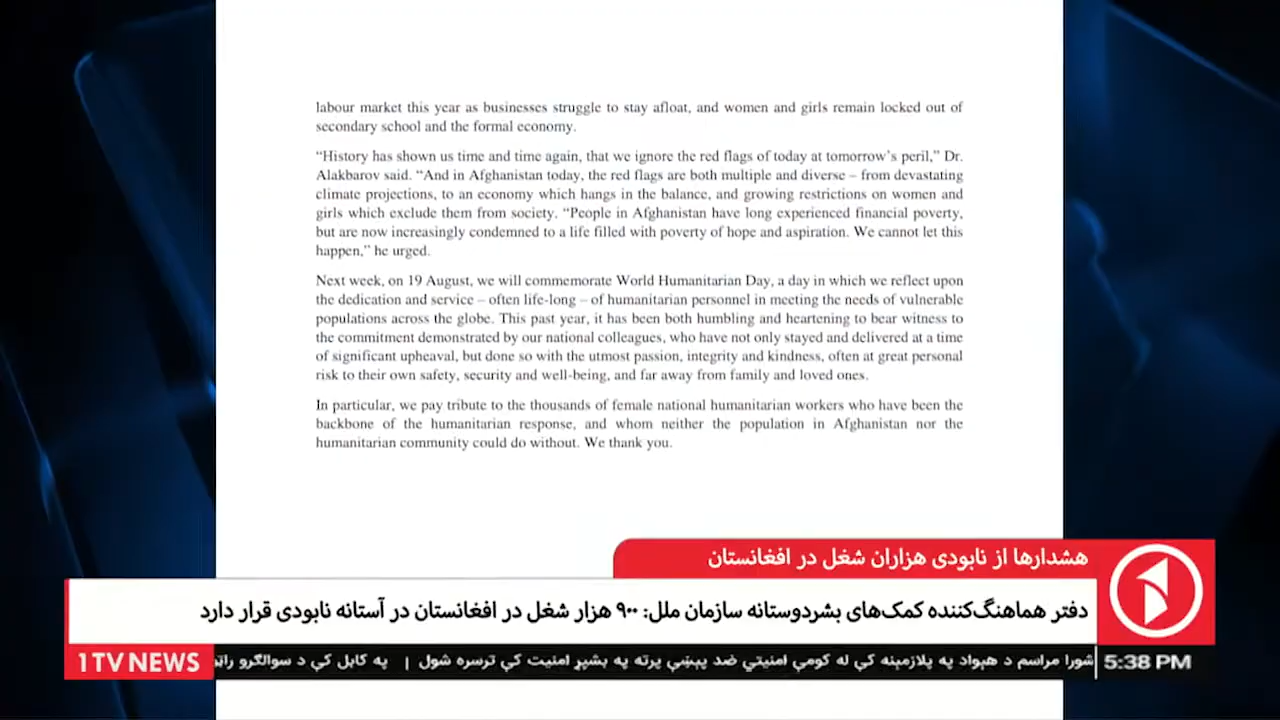 labour market this year as businesses struggle to stay afloat, and women and girls remain locked out of
secondary school and the formal economy.
“History has shown us time and time again, that we ignore the red flags of today at tomorrow’s peril,” Dr.
Alakbarov said. “And in Afghanistan today, the red flags are both multiple and diverse – from devastating
climate projections, to an economy which hangs in the balance, and growing restrictions on women and
girls which exclude them from society. “People in Afghanistan have long experienced financial poverty,
but are now increasingly condemned to a life filled with poverty of hope and aspiration. We cannot let this
happen,” he urged.
Next week, on 19 August, we will commemorate World Humanitarian Day, a day in which we reflect upon
the dedication and service – often life-long – of humanitarian personnel in meeting the needs of vulnerable
populations across the globe. This past year, it has been both humbling and heartening to bear witness to
the commitment demonstrated by our national colleagues, who have not only stayed and delivered at a time
of significant upheaval, but done so with the utmost passion, integrity and kindness, often at great personal
risk to their own safety, security and well-being, and far away from family and loved ones.
In particular, we pay tribute to the thousands of female national humanitarian workers who have been the
backbone of the humanitarian response, and whom neither the population in Afghanistan nor the
humanitarian community could do without. We thank you.
هشدارها از نابودی هزاران شغل در افغانستان
دفتر هماهنگ‌کننده کمک‌های بشردوستانه سازمان ملل: ۹۰۰ هزار شغل در افغانستان در آستانه نابودی قرار دارد
شورا مراسم د هېواد په پلازمېنه کې له کومې امنیتي ضد پېښې پرته په بشپړ امنیت کې ترسره شول | په کابل کې د سوالګرو
1TV NEWS
5:38 PM